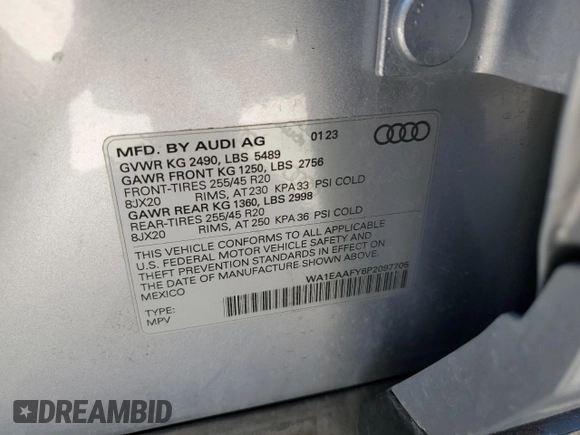 MFD. BY AUDI AG 01 23
GVWR KG 2490, LBS 5489
GAWR FRONT KG 1250, LBS 2756
FRONT-TIRES 255/45 R20
8JX20 RIMS, AT 230 KPA 33 PSI COLD
GAWR REAR KG 1360, LBS 2998
REAR-TIRES 255/45 R20
8JX20 RIMS, AT 250 KPA 36 PSI COLD
THIS VEHICLE CONFORMS TO ALL APPLICABLE
U.S. FEDERAL MOTOR VEHICLE SAFETY AND
THEFT PREVENTION STANDARDS IN EFFECT ON
THE DATE OF MANUFACTURE SHOWN ABOVE.
MEXICO
WA1EAAFY6P2097705
TYPE:
MPV
DREAMBID